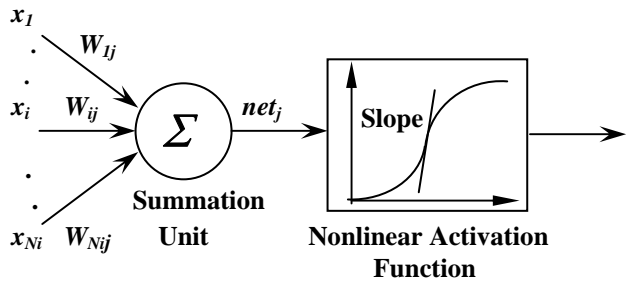 x1
W1j
xi
Wij
Σ
netj
Slope
xNi
WNij
Summation
Unit
Nonlinear Activation
Function